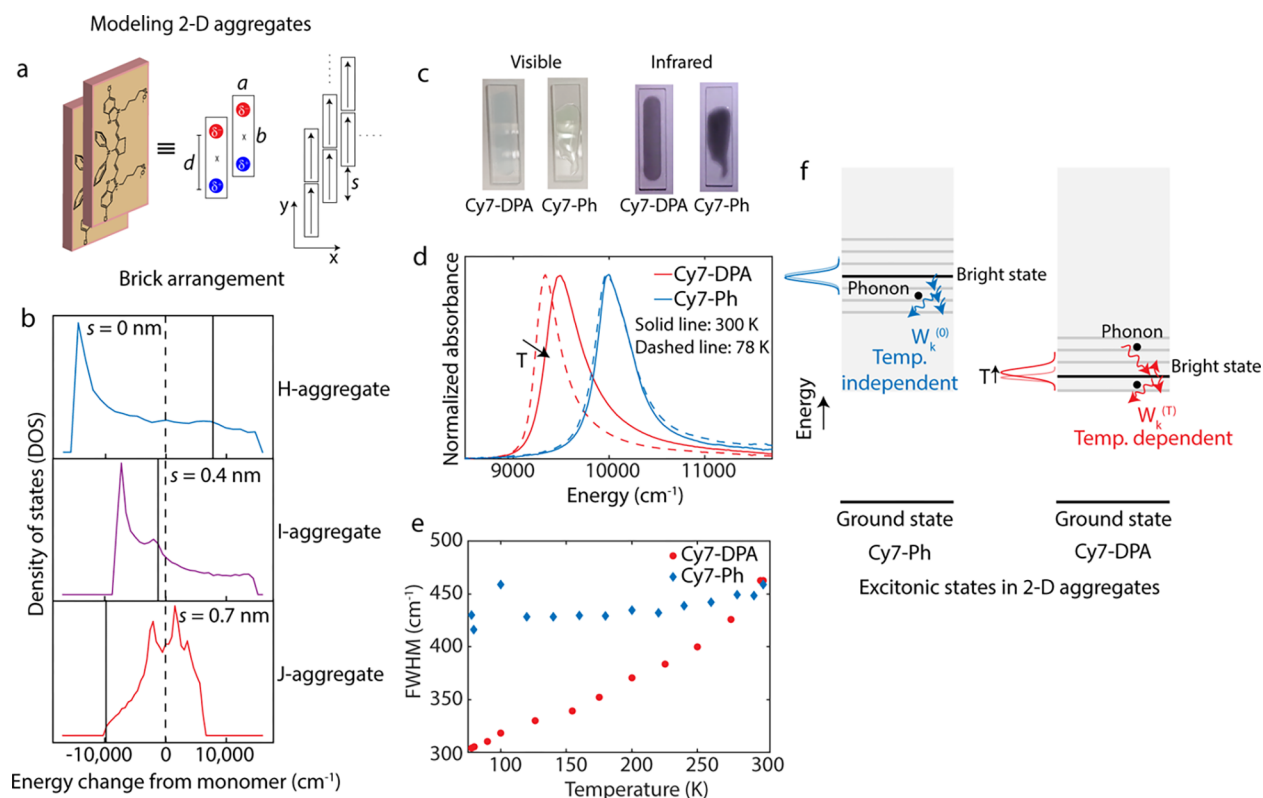 Modeling 2-D aggregates
a
a
b
d
δ-
δ-
δ+
δ+
x
x
≡
s
y
x
Brick arrangement
b
s = 0 nm
H-aggregate
s = 0.4 nm
I-aggregate
s = 0.7 nm
J-aggregate
Density of states (DOS)
-10,000 0 10,000
Energy change from monomer (cm-1)
c
Visible Infrared
Cy7-DPA Cy7-Ph Cy7-DPA Cy7-Ph
d
Cy7-DPA
Cy7-Ph
Solid line: 300 K
Dashed line: 78 K
T
Normalized absorbance
9000 10000 11000
Energy (cm-1)
e
Cy7-DPA
Cy7-Ph
500
450
400
350
300
FWHM (cm-1)
100 150 200 250 300
Temperature (K)
f
Bright state
Phonon
Wk(0)
Temp.
independent
Energy
Phonon
Bright state
T
Wk(T)
Temp. dependent
Ground state Ground state
Cy7-Ph Cy7-DPA
Excitonic states in 2-D aggregates